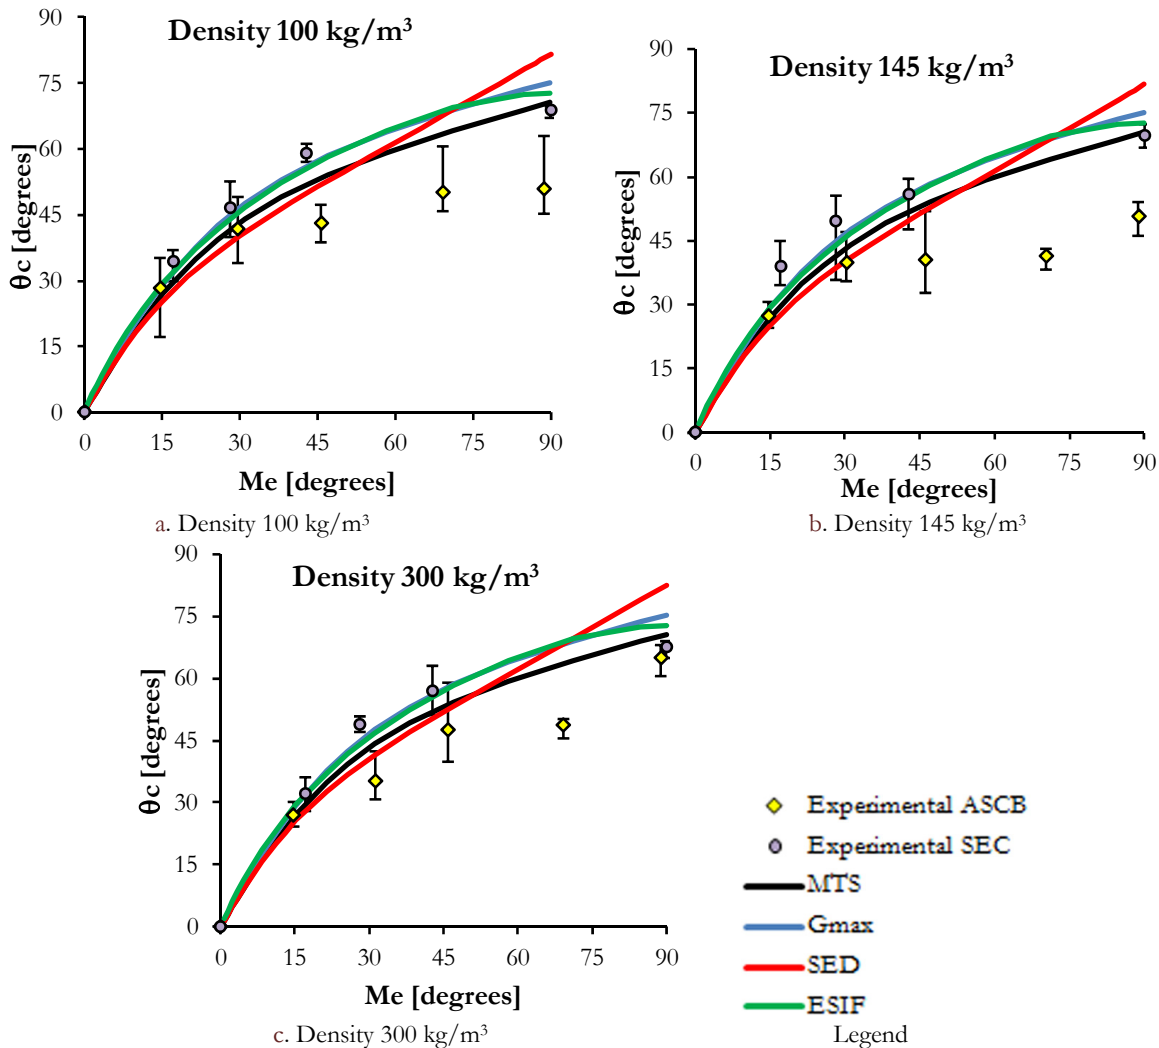 Density 100 kg/m³
90
75
60
45
30
15
0
θc [degrees]
0 15 30 45 60 75 90
Me [degrees]
a. Density 100 kg/m³
Density 145 kg/m³
90
75
60
45
30
15
0
θc [degrees]
0 15 30 45 60 75 90
Me [degrees]
b. Density 145 kg/m³
Density 300 kg/m³
90
75
60
45
30
15
0
θc [degrees]
0 15 30 45 60 75 90
Me [degrees]
c. Density 300 kg/m³
Experimental ASCB
Experimental SEC
MTS
Gmax
SED
ESIF
Legend